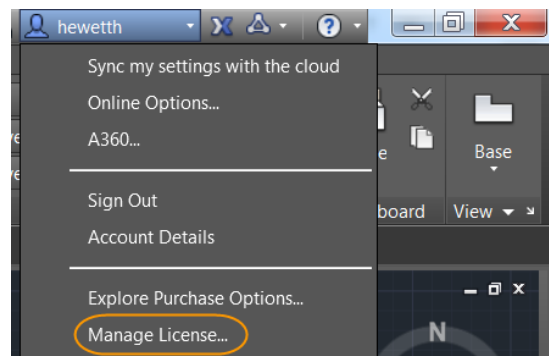 hewetth
Sync my settings with the cloud
Online Options...
A360...
e
Base
Sign Out
Account Details
board View
Explore Purchase Options...
Manage License...
N